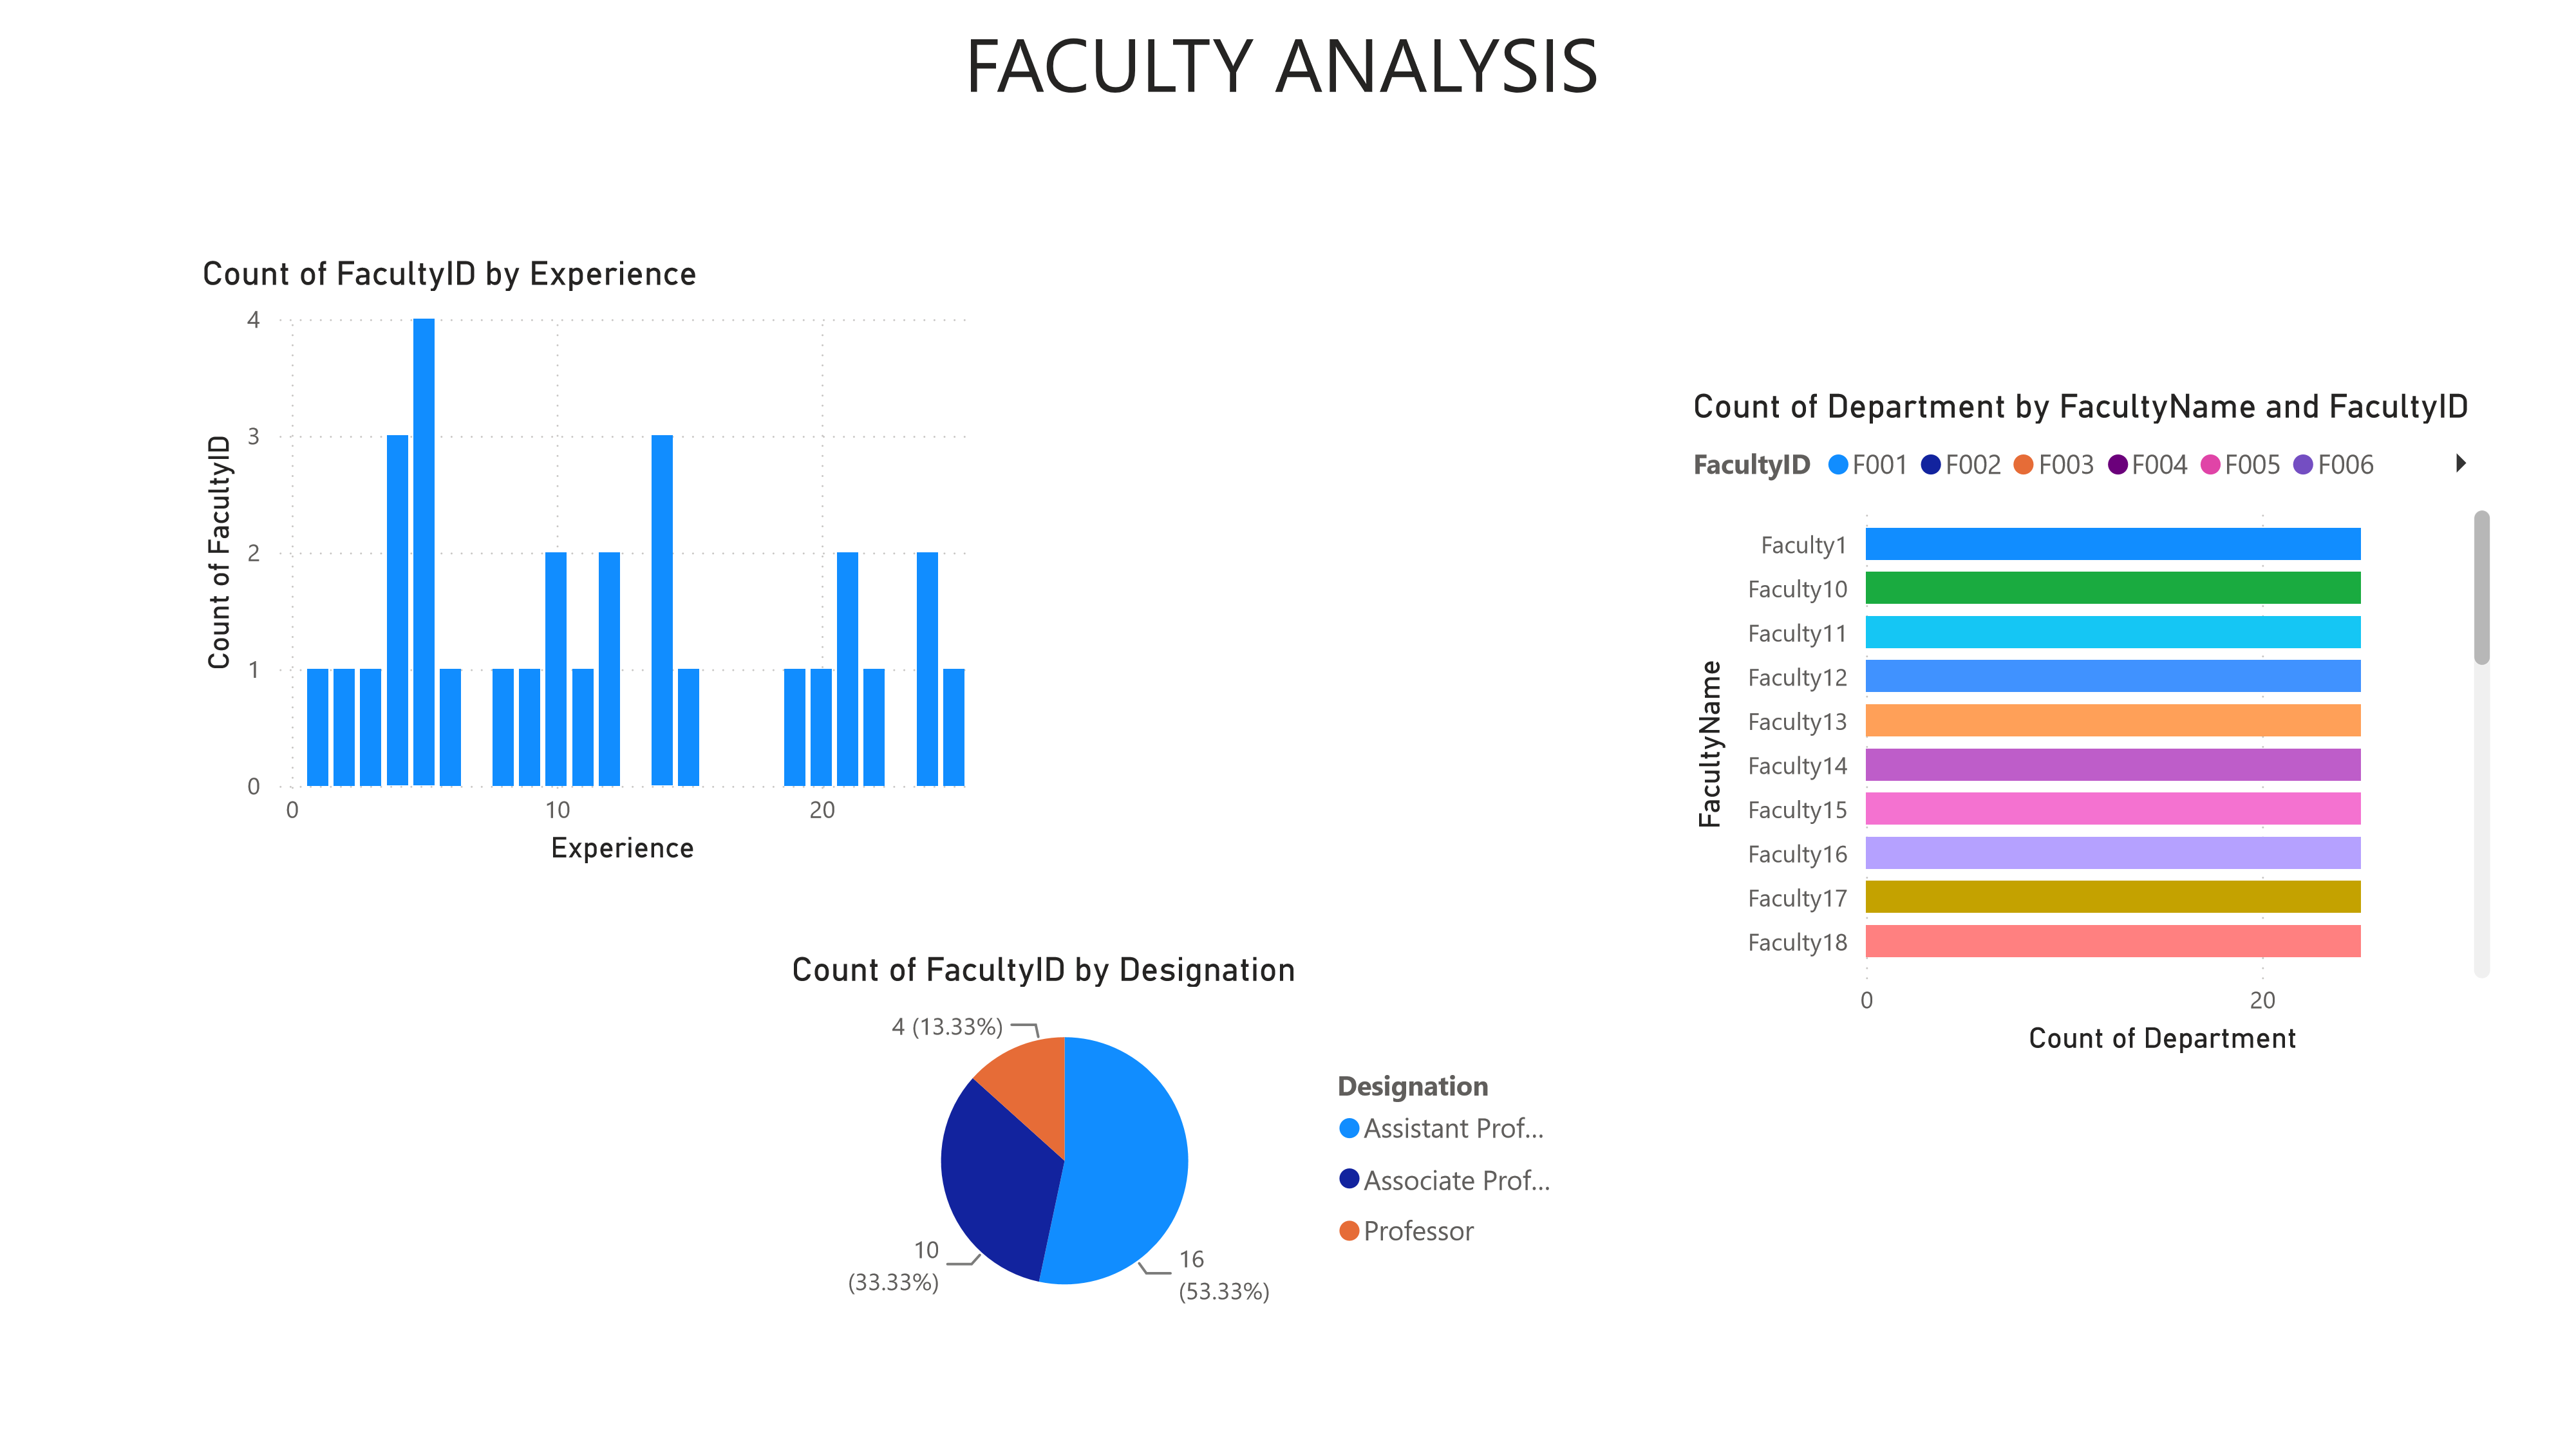 FACULTY ANALYSIS
Count of FacultyID by Experience
Count of FacultyID
4
3
2
1
0
0 10 20
Experience
Count of Department by FacultyName and FacultyID
FacultyID F001 F002 F003 F004 F005 F006
FacultyName
Faculty1
Faculty10
Faculty11
Faculty12
Faculty13
Faculty14
Faculty15
Faculty16
Faculty17
Faculty18
0 20
Count of Department
Count of FacultyID by Designation
4 (13.33%)
10
(33.33%)
16
(53.33%)
Designation
Assistant Prof...
Associate Prof...
Professor